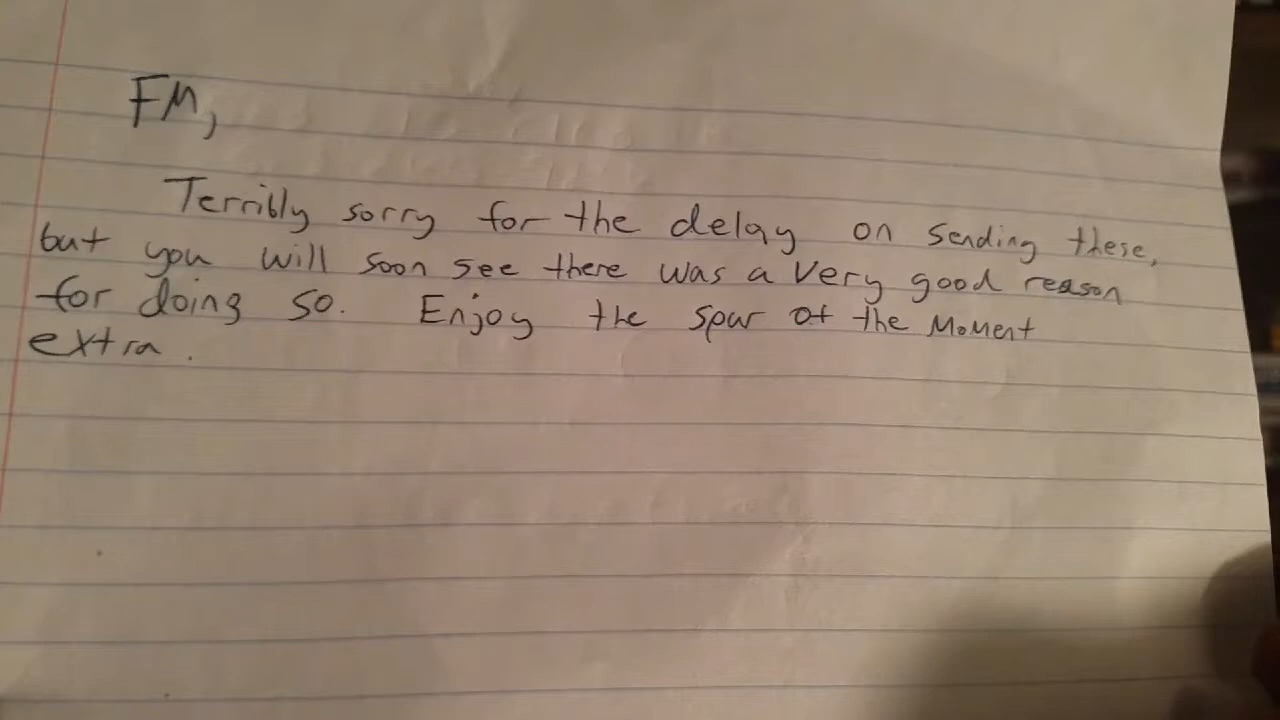 FM,
Terribly sorry for the delay on sending these,
but you will soon see there was a very good reason
for doing so. Enjoy the spur of the moment
extra.